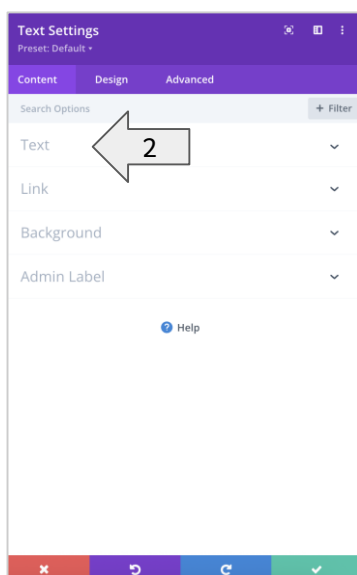 Text Settings
Preset: Default
Content Design Advanced
Search Options + Filter
Text 2
Link
Background
Admin Label
? Help